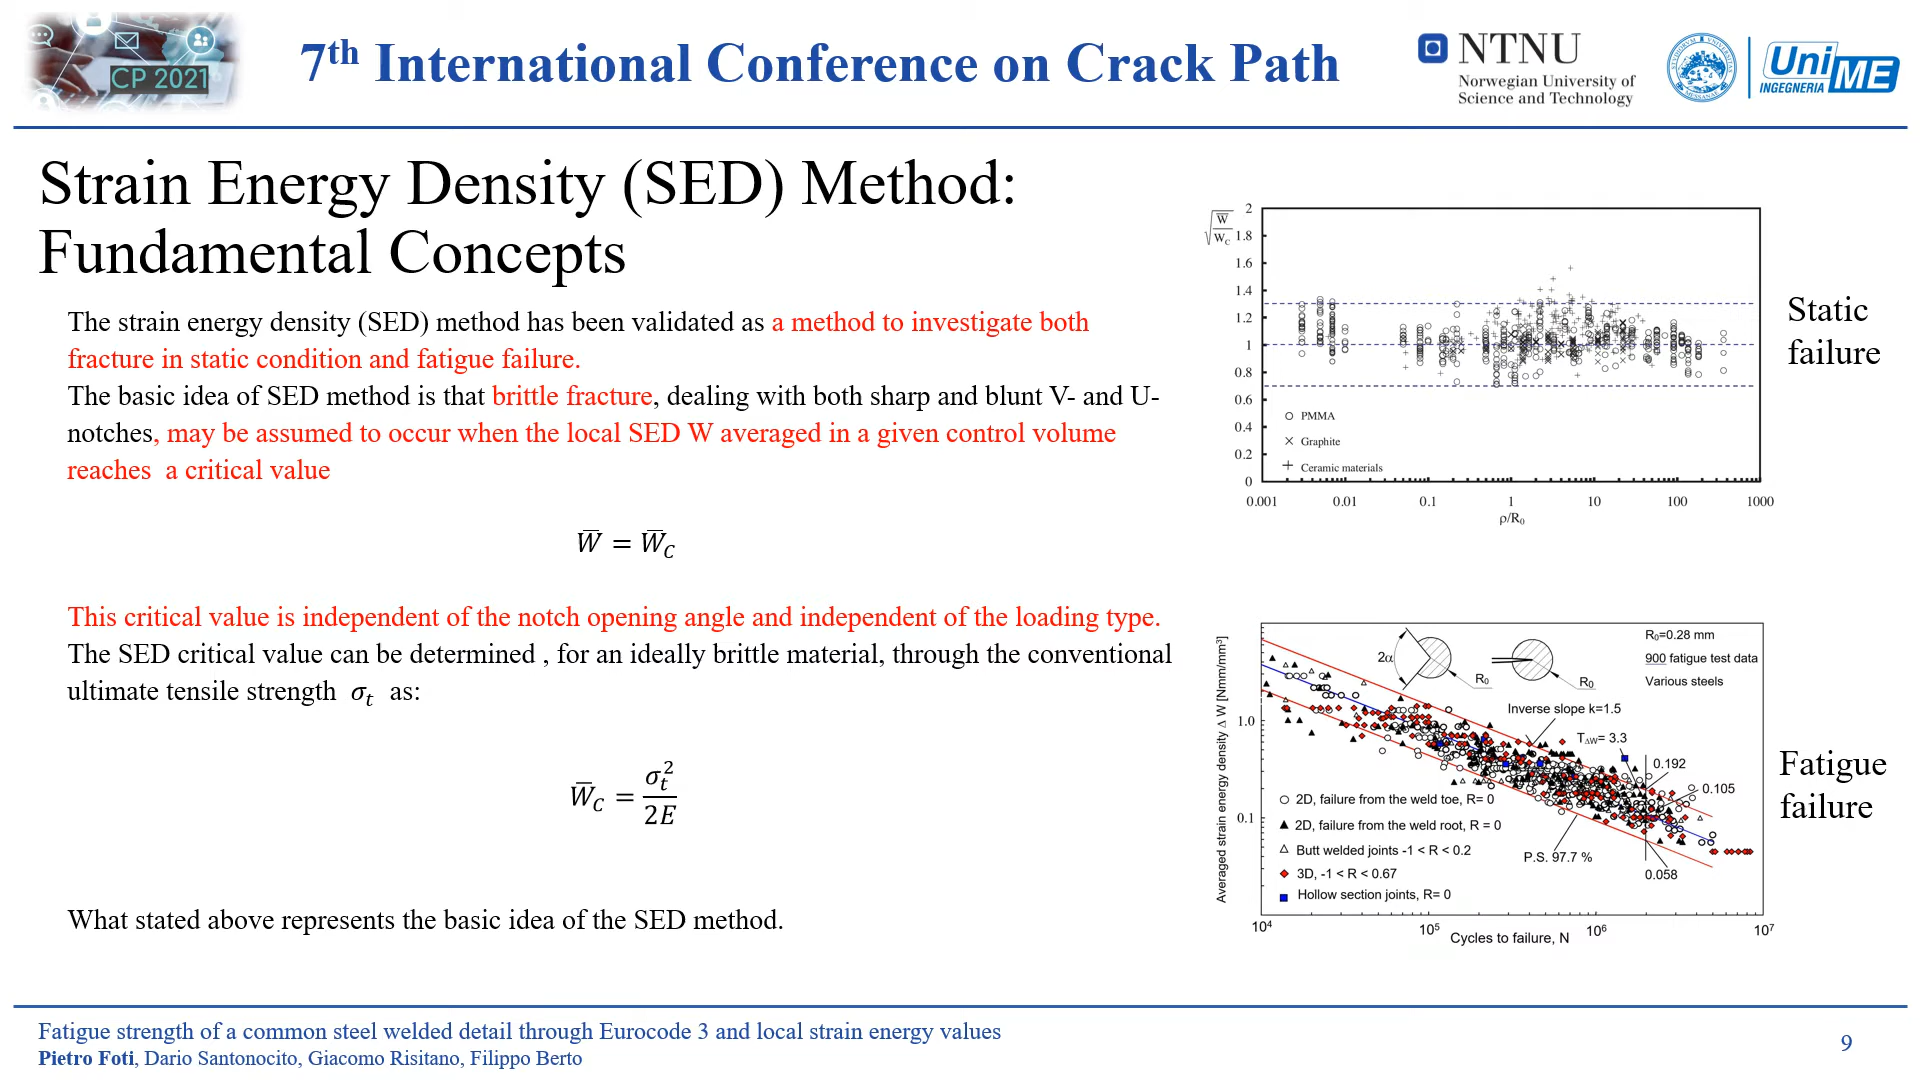 CP 2021
7th International Conference on Crack Path
NTNU
Norwegian University of
Science and Technology
Uni ME
INGEGNERIA
Strain Energy Density (SED) Method:
Fundamental Concepts
The strain energy density (SED) method has been validated as a method to investigate both
fracture in static condition and fatigue failure.
The basic idea of SED method is that brittle fracture, dealing with both sharp and blunt V- and U-
notches, may be assumed to occur when the local SED W averaged in a given control volume
reaches  a critical value
W̅ = W̅_C
This critical value is independent of the notch opening angle and independent of the loading type.
The SED critical value can be determined , for an ideally brittle material, through the conventional
ultimate tensile strength σ_t as:
W̅_C = σ_t² / 2E
What stated above represents the basic idea of the SED method.
√(W̅/W_C)
2
1.8
1.6
1.4
1.2
1
0.8
0.6
0.4
0.2
0
PMMA
Graphite
Ceramic materials
0.001 0.01 0.1 1 10 100 1000
ρ/R₀
Static
failure
R₀=0.28 mm
900 fatigue test data
Various steels
2α
R₀
R₀
Inverse slope k=1.5
T_ΔW= 3.3
0.192
0.105
0.058
P.S. 97.7 %
1.0
0.1
Averaged strain energy density Δ W [Nmm/mm³]
2D, failure from the weld toe, R= 0
2D, failure from the weld root, R = 0
Butt welded joints -1 < R < 0.2
3D, -1 < R < 0.67
Hollow section joints, R= 0
10⁴ 10⁵ 10⁶ 10⁷
Cycles to failure, N
Fatigue
failure
Fatigue strength of a common steel welded detail through Eurocode 3 and local strain energy values
Pietro Foti, Dario Santonocito, Giacomo Risitano, Filippo Berto
9